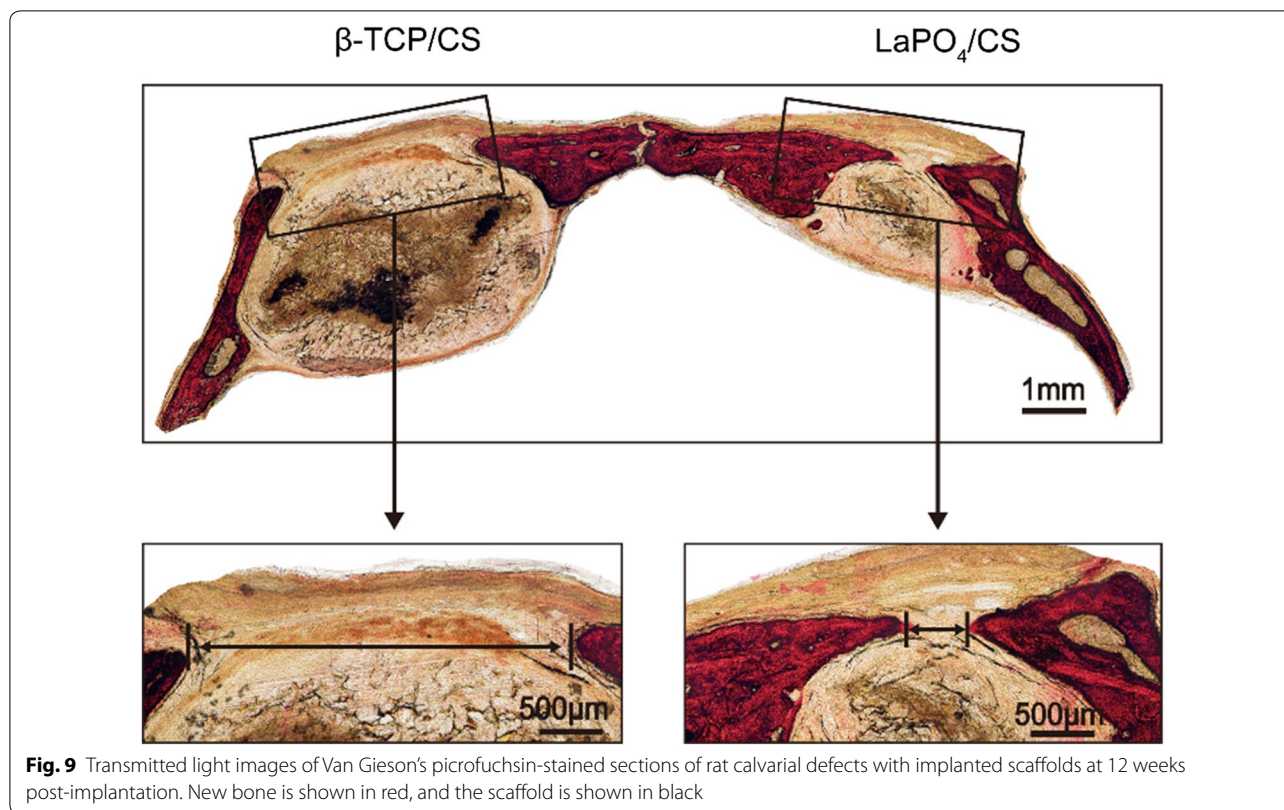 β-TCP/CS LaPO₄/CS
1mm
500μm 500μm
Fig. 9 Transmitted light images of Van Gieson's picrofuchsin-stained sections of rat calvarial defects with implanted scaffolds at 12 weeks
post-implantation. New bone is shown in red, and the scaffold is shown in black